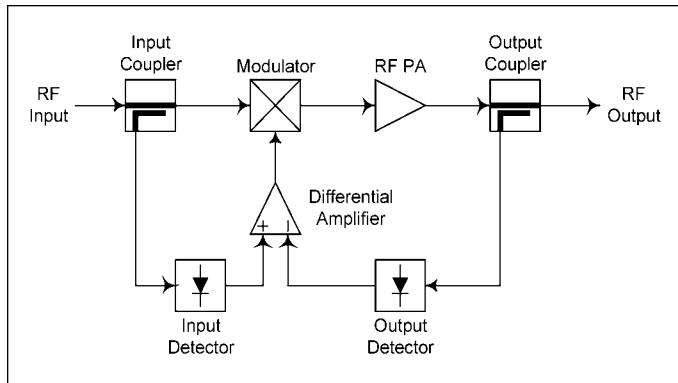 Input
Coupler
Modulator
RF PA
Output
Coupler
RF
Input
RF
Output
Differential
Amplifier
+
Input
Detector
Output
Detector